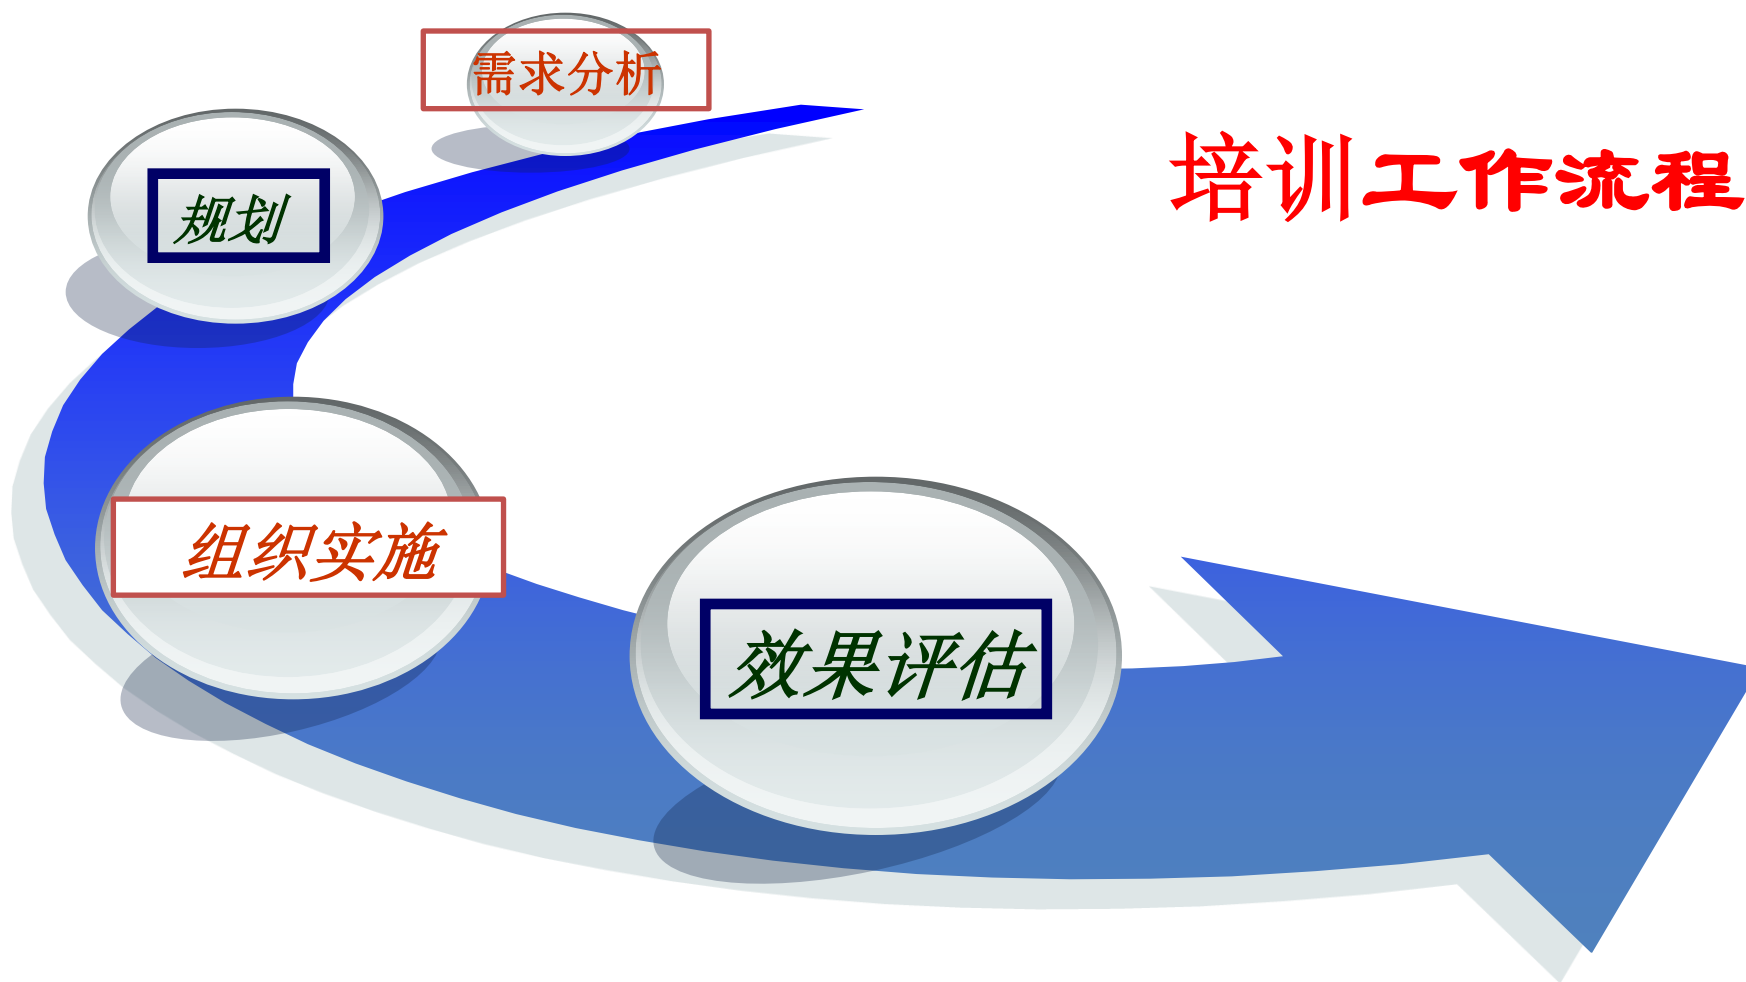 需求分析
培训工作流程
规划
组织实施
效果评估